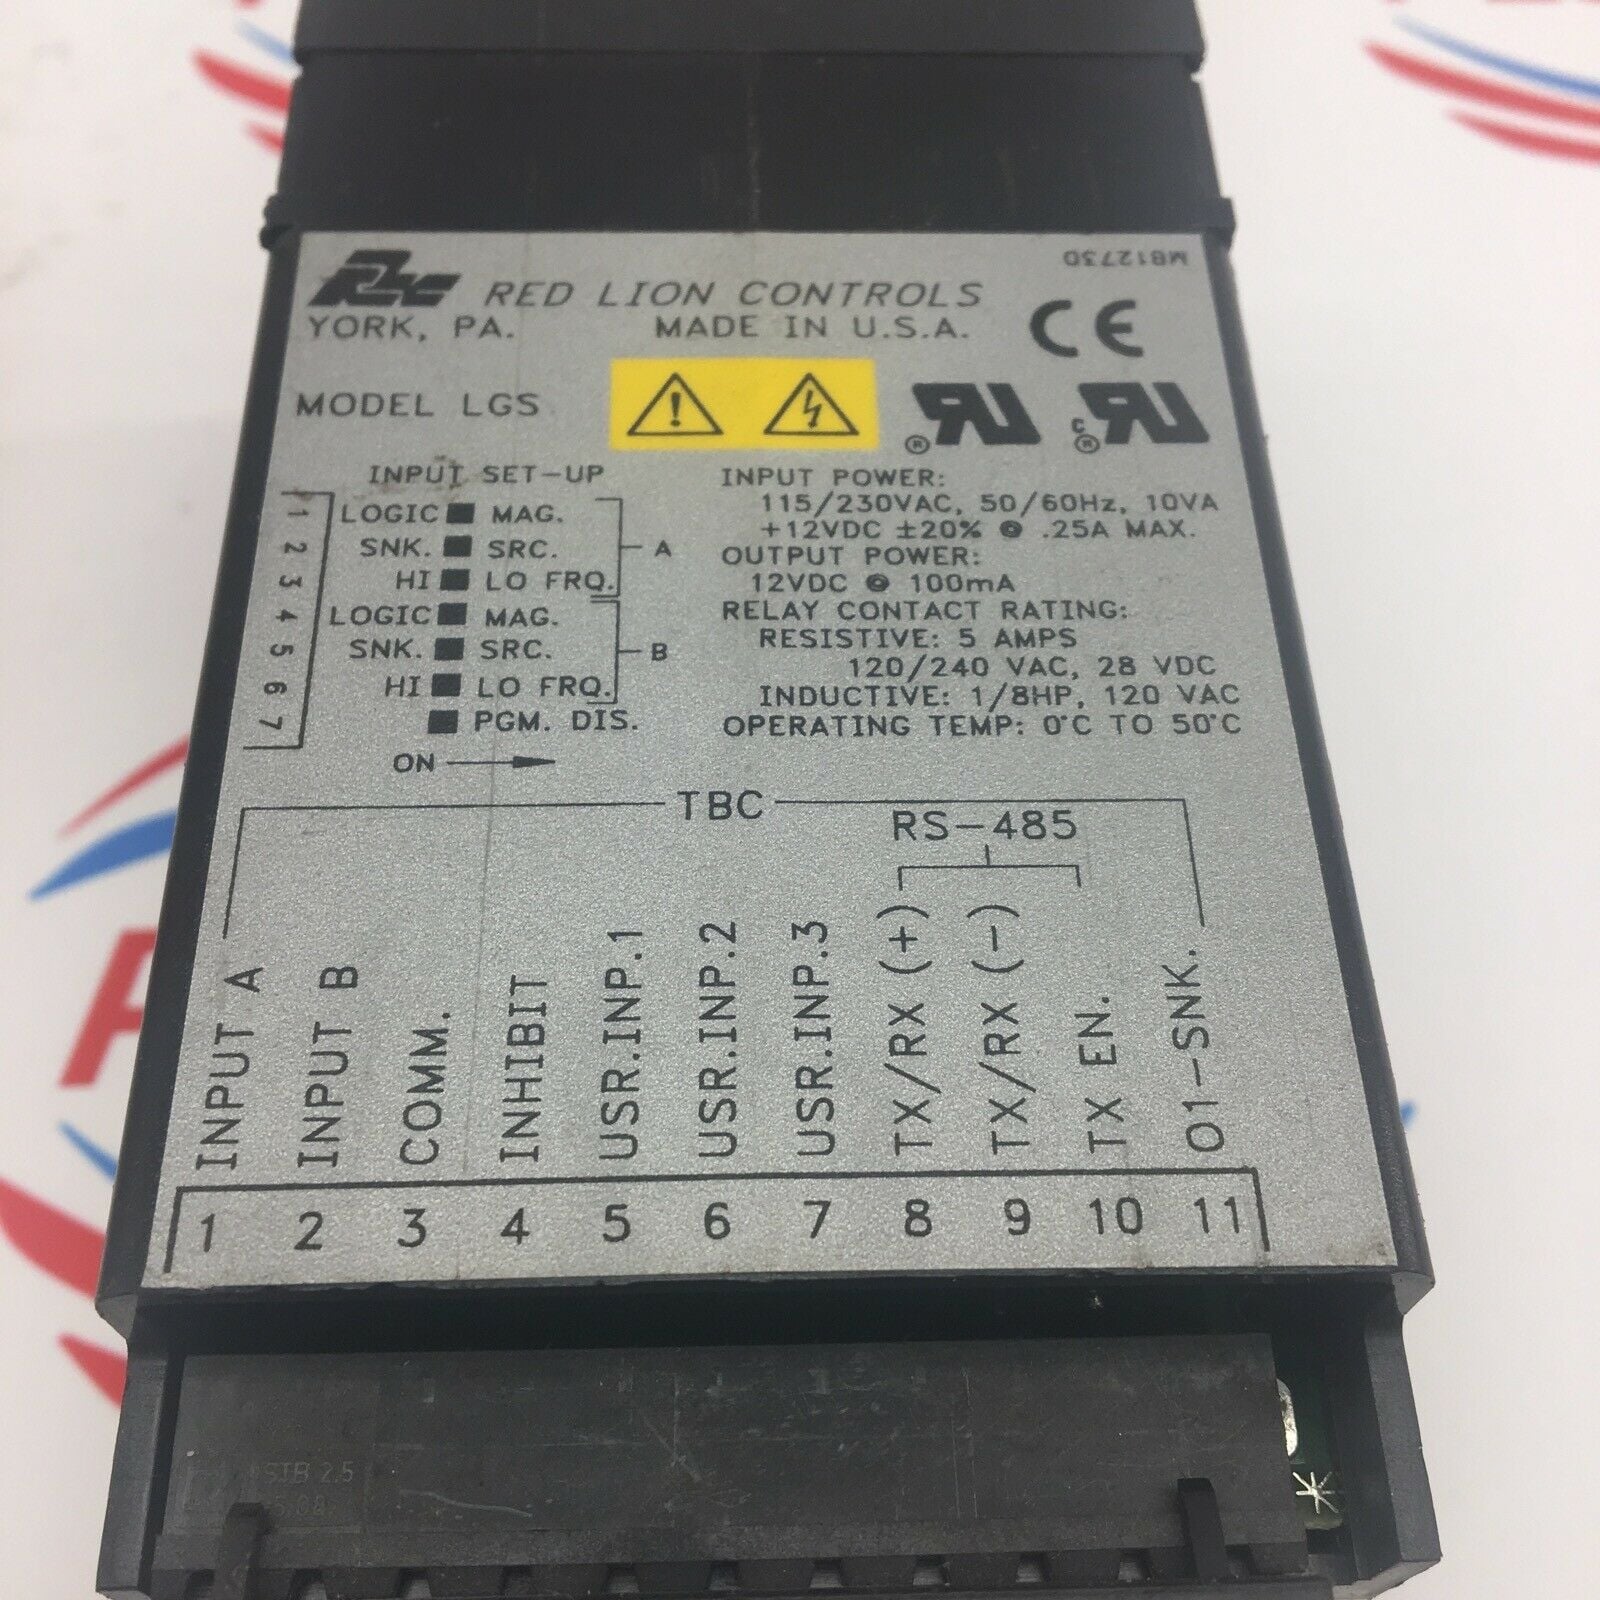 M812730
RLC RED LION CONTROLS
YORK, PA. MADE IN U.S.A.
CE
MODEL LGS
INPUT SET-UP
1 LOGIC MAG.
2 SNK. SRC.
3 HI LO FRQ.
A
4 LOGIC MAG.
5 SNK. SRC.
6 HI LO FRQ.
B
7 PGM. DIS.
ON
INPUT POWER:
115/230VAC, 50/60Hz, 10VA
+12VDC ±20% @ .25A MAX.
OUTPUT POWER:
12VDC @ 100mA
RELAY CONTACT RATING:
RESISTIVE: 5 AMPS
120/240 VAC, 28 VDC
INDUCTIVE: 1/8HP, 120 VAC
OPERATING TEMP: 0°C TO 50°C
TBC
RS-485
INPUT A
INPUT B
COMM.
INHIBIT
USR.INP.1
USR.INP.2
USR.INP.3
TX/RX (+)
TX/RX (-)
TX EN.
O1-SNK.
1 2 3 4 5 6 7 8 9 10 11
STB 2.5